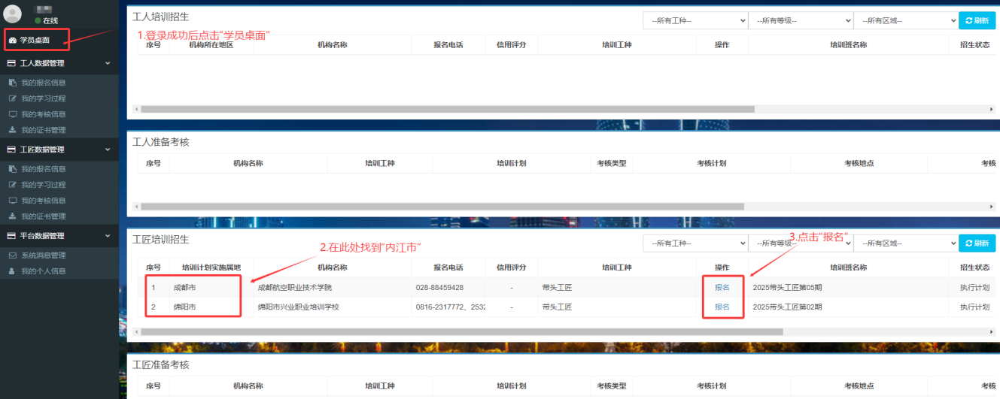 在线
学员桌面
工人数据管理
我的报名信息
我的学习过程
我的考核信息
我的证书管理
工匠数据管理
我的报名信息
我的学习过程
我的考核信息
我的证书管理
平台数据管理
系统消息管理
我的个人信息
工人培训招生
--所有工种-- --所有等级-- --所有区域-- 刷新
1.登录成功后点击“学员桌面”
序号 机构所在地区 机构名称 报名电话 信用评分 培训工种 操作 培训班名称 招生状态
工人准备考核
序号 机构名称 培训工种 培训计划 考核类型 考核计划 考核地点 考核
工匠培训招生
2.在此处找到“内江市”
3.点击“报名”
--所有工种-- --所有等级-- --所有区域-- 刷新
序号 培训计划实施属地 机构名称 报名电话 信用评分 培训工种 操作 培训班名称 招生状态
1 成都市 成都航空职业技术学院 028-88459428 - 带头工匠 报名 2025带头工匠第05期 执行计划
2 绵阳市 绵阳市兴业职业培训学校 0816-2317772、2532 - 带头工匠 报名 2025带头工匠第02期 执行计划
工匠准备考核
序号 机构名称 培训工种 培训计划 考核类型 考核计划 考核地点 考核